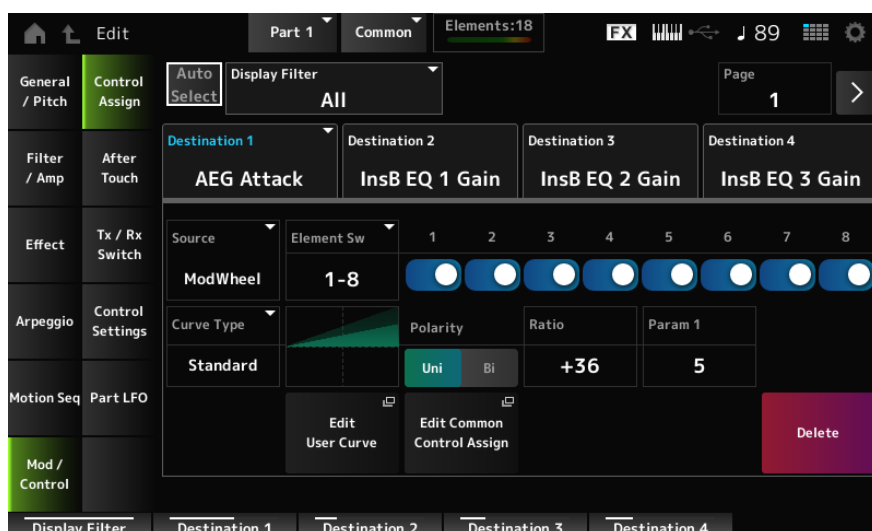 Edit
Part 1
Common
Elements:18
FX
♩ 89
General
/ Pitch
Control
Assign
Auto
Select
Display Filter
All
Page
1
Filter
/ Amp
After
Touch
Destination 1
AEG Attack
Destination 2
InsB EQ 1 Gain
Destination 3
InsB EQ 2 Gain
Destination 4
InsB EQ 3 Gain
Effect
Tx / Rx
Switch
Source
ModWheel
Element Sw
1-8
1 2 3 4 5 6 7 8
Arpeggio
Control
Settings
Curve Type
Standard
Polarity
Uni Bi
Ratio
+36
Param 1
5
Motion Seq
Part LFO
Edit
User Curve
Edit Common
Control Assign
Delete
Mod /
Control
Display Filter
Destination 1
Destination 2
Destination 3
Destination 4